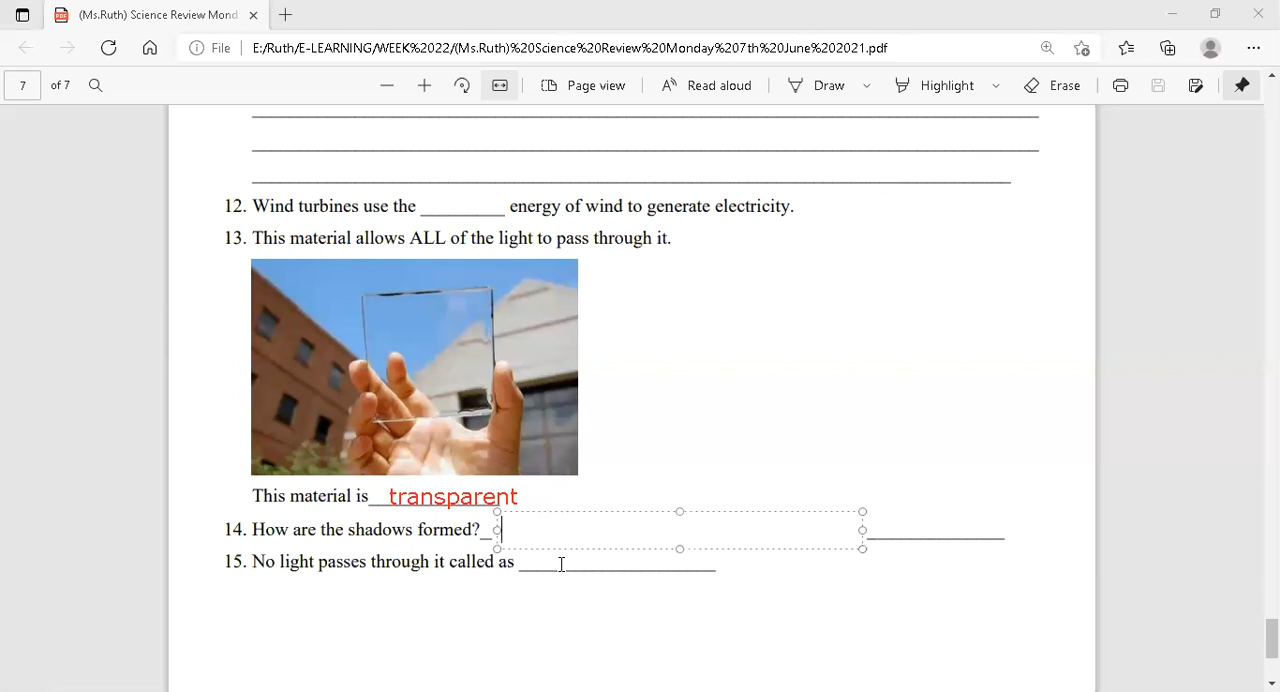 (Ms.Ruth) Science Review Mond
File E:/Ruth/E-LEARNING/WEEK%2022/(Ms.Ruth)%20Science%20Review%20Monday%207th%20June%202021.pdf
7 of 7 Page view Read aloud Draw Highlight Erase
12. Wind turbines use the _________ energy of wind to generate electricity.
13. This material allows ALL of the light to pass through it.
This material is__transparent
14. How are the shadows formed?_ _______________
15. No light passes through it called as _____________________